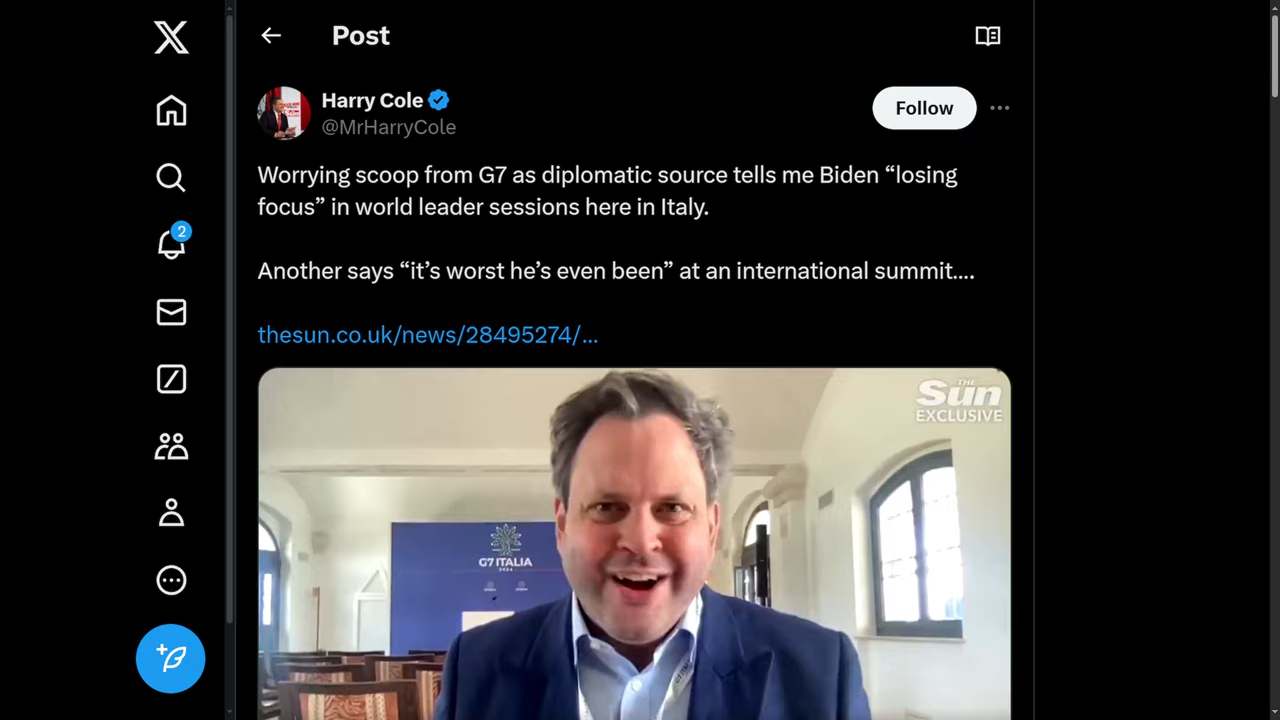 Post
Harry Cole
@MrHarryCole
Follow
Worrying scoop from G7 as diplomatic source tells me Biden “losing
focus” in world leader sessions here in Italy.
Another says “it’s worst he’s even been” at an international summit....
thesun.co.uk/news/28495274/...
2
THE
Sun
EXCLUSIVE
G7 ITALIA
2024